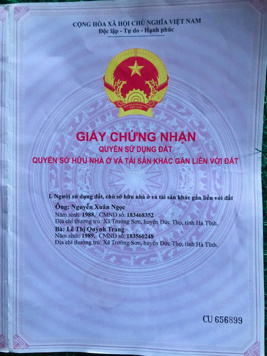 CỘNG HÒA XÃ HỘI CHỦ NGHĨA VIỆT NAM
Độc lập - Tự do - Hạnh phúc
GIẤY CHỨNG NHẬN
QUYỀN SỬ DỤNG ĐẤT
QUYỀN SỞ HỮU NHÀ Ở VÀ TÀI SẢN KHÁC GẮN LIỀN VỚI ĐẤT
I. Người sử dụng đất, chủ sở hữu nhà ở và tài sản khác gắn liền với đất
Ông: Nguyễn Xuân Ngọc
Năm sinh: 1988, CMND số: 183468352
Địa chỉ thường trú: Xã Trường Sơn, huyện Đức Thọ, tỉnh Hà Tĩnh.
Bà: Lê Thị Quỳnh Trang
Năm sinh: 1989, CMND số: 183560248
Địa chỉ thường trú: Xã Trường Sơn, huyện Đức Thọ, tỉnh Hà Tĩnh.
CU 656899